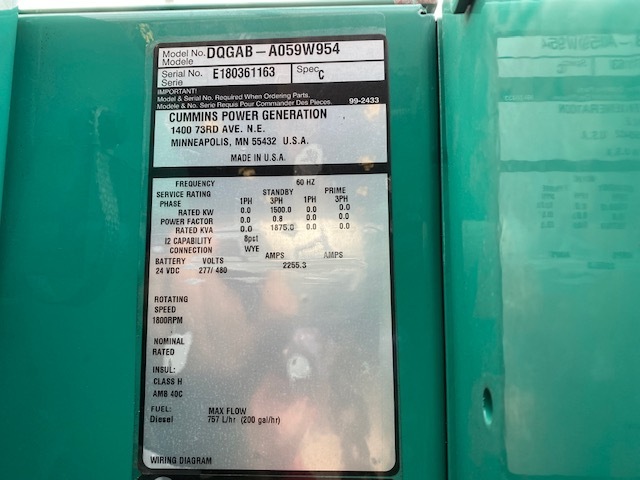 Model No. DQGAB-A059W954
Modele
Serial No. E180361163 Spec C
Serie
IMPORTANT!
Model & Serial No. Required When Ordering Parts.
Modele & No. Serie Requis Pour Commander Des Pieces. 99-2433
CUMMINS POWER GENERATION
1400 73RD AVE. N.E.
MINNEAPOLIS, MN 55432 U.S.A.
MADE IN U.S.A.
FREQUENCY 60 HZ
SERVICE RATING STANDBY PRIME
PHASE 1PH 3PH 1PH 3PH
RATED KW 0.0 1500.0 0.0 0.0
POWER FACTOR 0.0 0.8 0.0 0.0
RATED KVA 0.0 1875.0 0.0 0.0
I2 CAPABILITY 8pct
CONNECTION WYE
BATTERY VOLTS AMPS AMPS
24 VDC 277/ 480 2255.3
ROTATING
SPEED
1800RPM
NOMINAL
RATED
INSUL:
CLASS H
AMB 40C
FUEL: MAX FLOW
Diesel 757 L/hr (200 gal/hr)
WIRING DIAGRAM